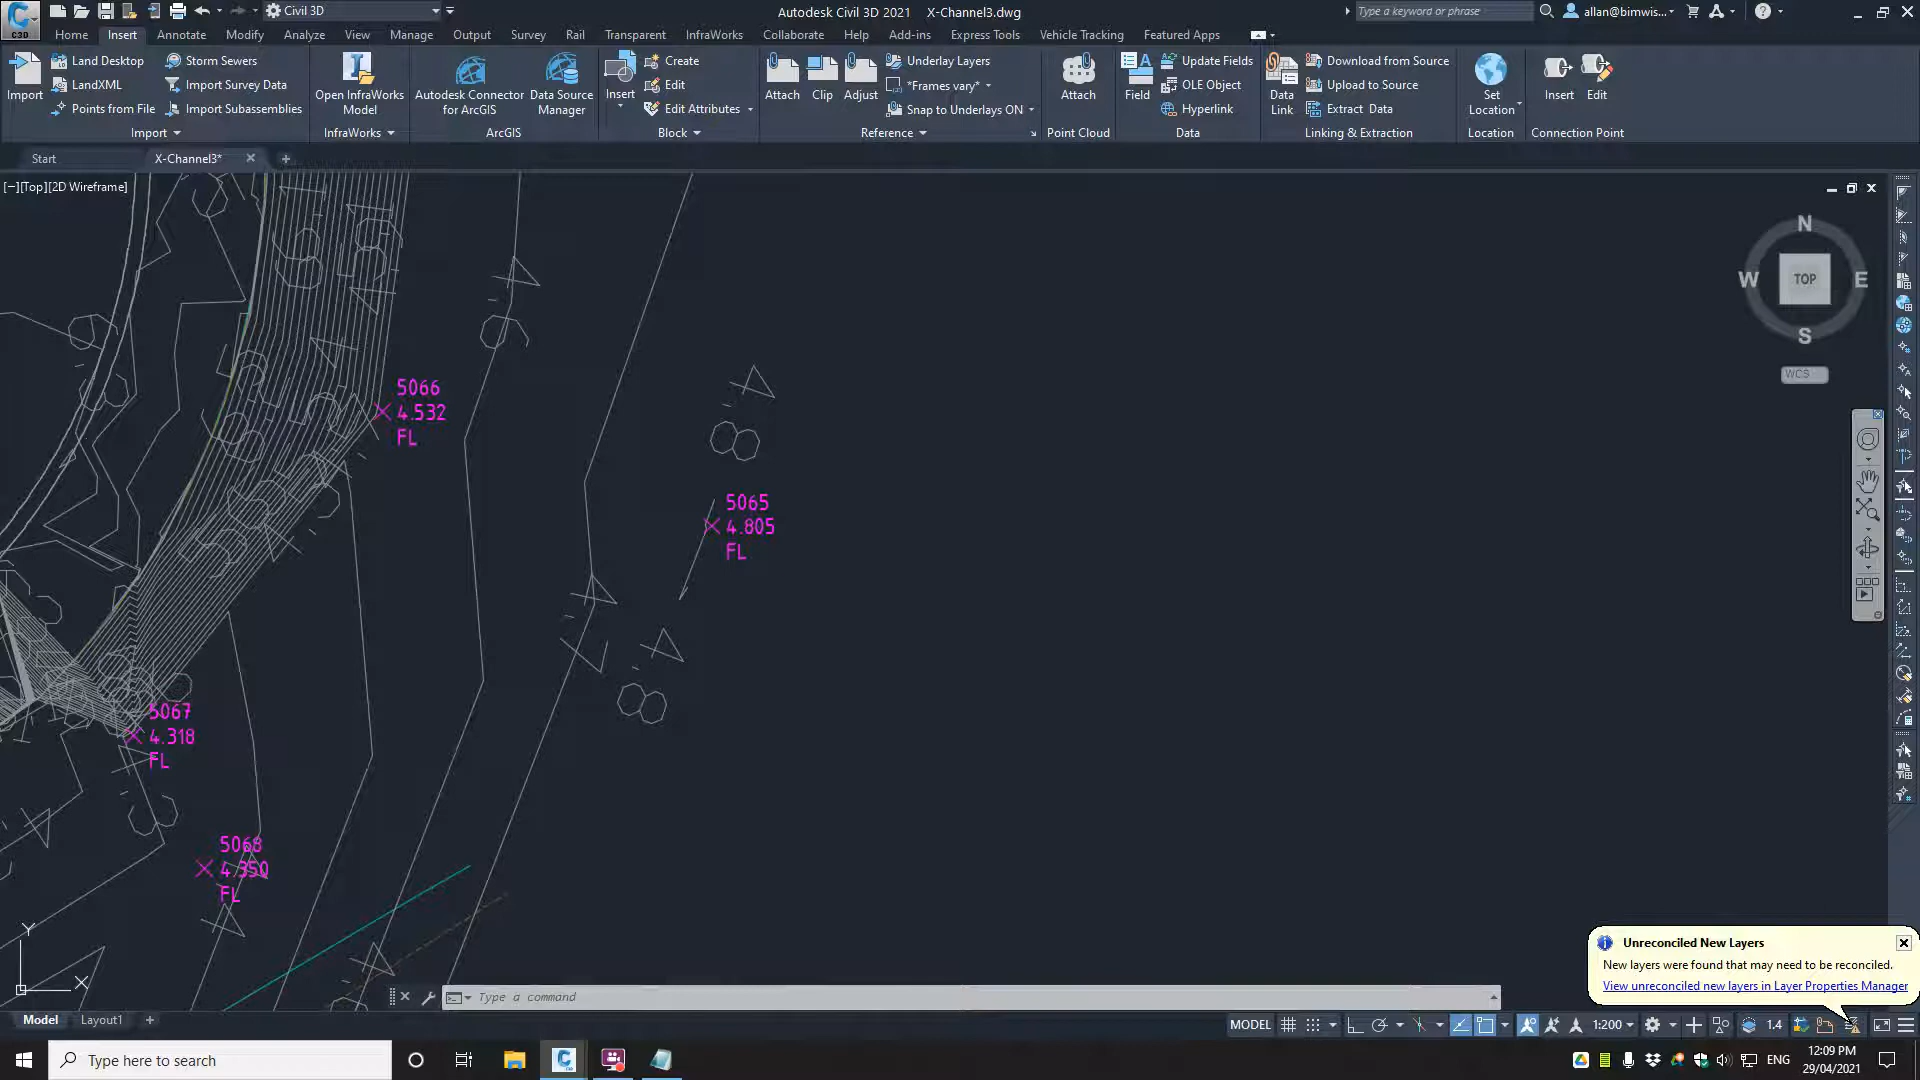 Civil 3D
Autodesk Civil 3D 2021 X-Channel3.dwg
Type a keyword or phrase
allan@bimwis...
C3D
Home Insert Annotate Modify Analyze View Manage Output Survey Rail Transparent InfraWorks Collaborate Help Add-ins Express Tools Vehicle Tracking Featured Apps
Import
Land Desktop
LandXML
Points from File
Storm Sewers
Import Survey Data
Import Subassemblies
Import
Open InfraWorks
Model
InfraWorks
Autodesk Connector
for ArcGIS
Data Source
Manager
ArcGIS
Insert
Create
Edit
Edit Attributes
Block
Attach
Clip
Adjust
Underlay Layers
*Frames vary*
Snap to Underlays ON
Reference
Attach
Point Cloud
Field
Update Fields
OLE Object
Hyperlink
Data
Data
Link
Download from Source
Upload to Source
Extract Data
Linking & Extraction
Set
Location
Location
Insert
Edit
Connection Point
Start
X-Channel3*
[−][Top][2D Wireframe]
N
W
TOP
E
S
WCS
5066
4.532
FL
5065
4.805
FL
5067
4.318
FL
5068
4.350
FL
Y
X
Unreconciled New Layers
New layers were found that may need to be reconciled.
View unreconciled new layers in Layer Properties Manager
Type a command
Model
Layout1
MODEL
1:200
1.4
Type here to search
ENG
12:09 PM
29/04/2021